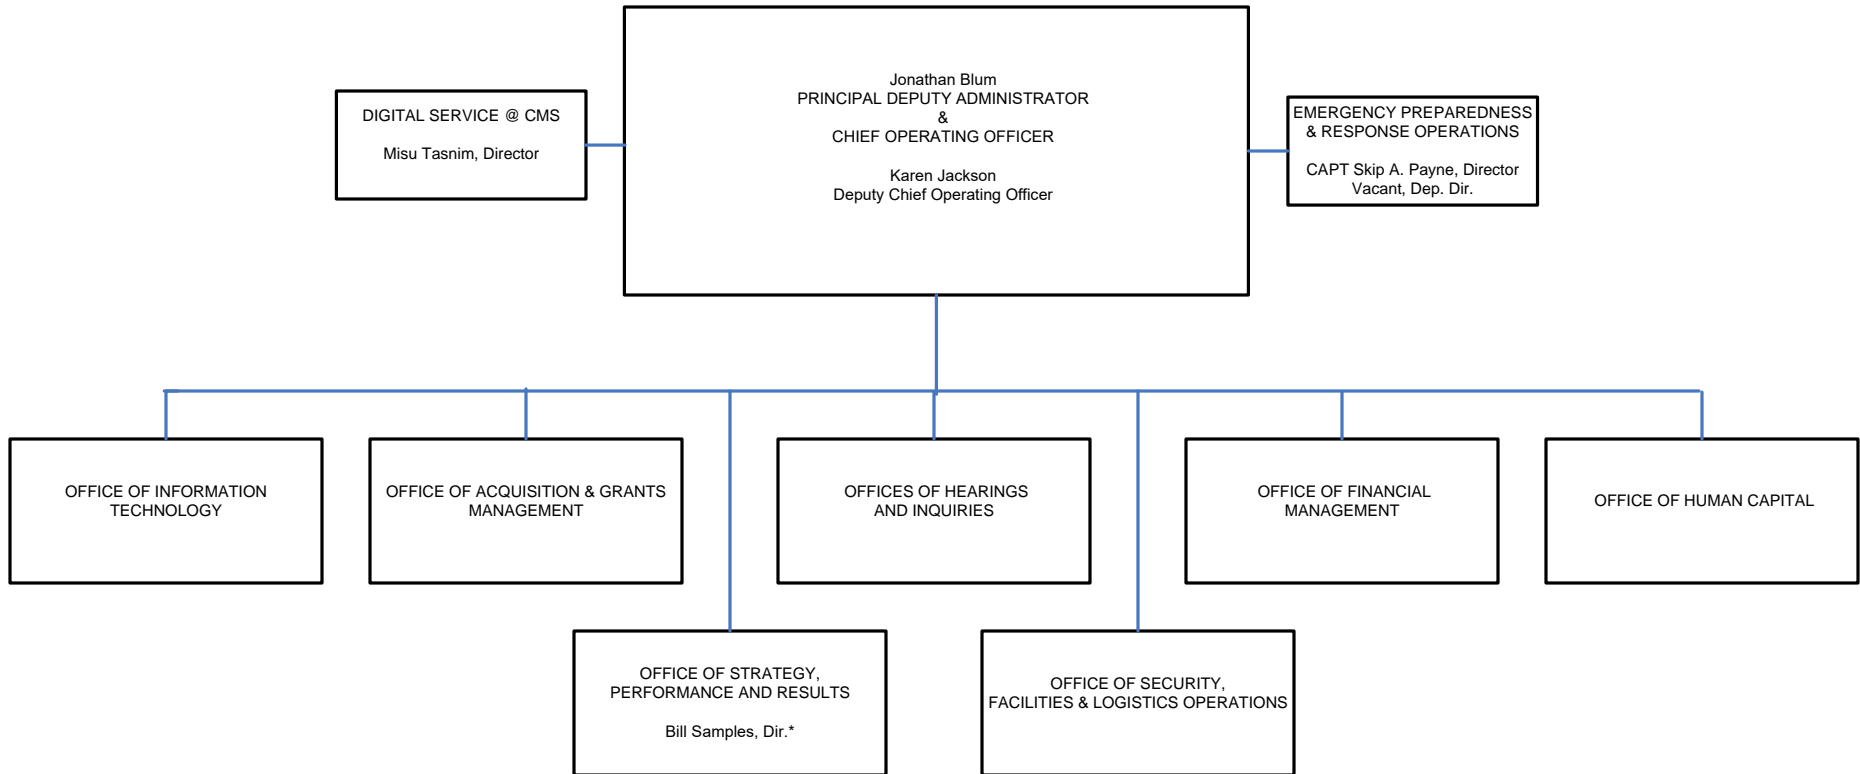 Jonathan Blum
PRINCIPAL DEPUTY ADMINISTRATOR
&
CHIEF OPERATING OFFICER
Karen Jackson
Deputy Chief Operating Officer
DIGITAL SERVICE @ CMS
Misu Tasnim, Director
EMERGENCY PREPAREDNESS
& RESPONSE OPERATIONS
CAPT Skip A. Payne, Director
Vacant, Dep. Dir.
OFFICE OF INFORMATION
TECHNOLOGY
OFFICE OF ACQUISITION & GRANTS
MANAGEMENT
OFFICES OF HEARINGS
AND INQUIRIES
OFFICE OF FINANCIAL
MANAGEMENT
OFFICE OF HUMAN CAPITAL
OFFICE OF STRATEGY,
PERFORMANCE AND RESULTS
Bill Samples, Dir.*
OFFICE OF SECURITY,
FACILITIES & LOGISTICS OPERATIONS